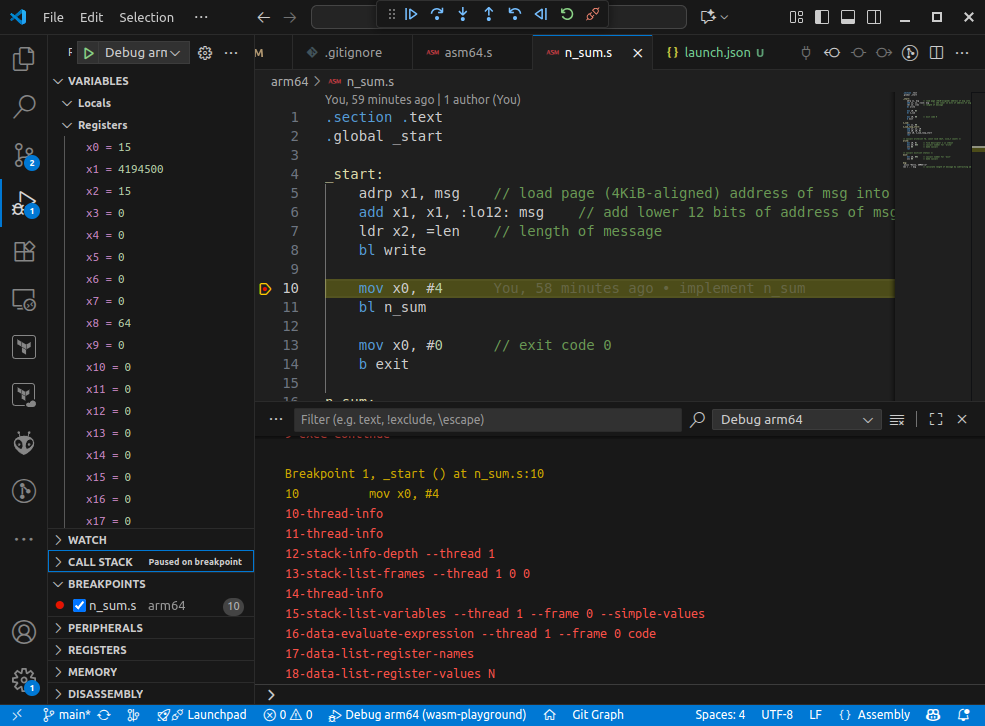 File Edit Selection ···
F Debug arm ···
M .gitignore ASM asm64.s ASM n_sum.s {} launch.json U ···
VARIABLES
Locals
Registers
x0 = 15
x1 = 4194500
x2 = 15
x3 = 0
x4 = 0
x5 = 0
x6 = 0
x7 = 0
x8 = 64
x9 = 0
x10 = 0
x11 = 0
x12 = 0
x13 = 0
x14 = 0
x15 = 0
x16 = 0
x17 = 0
WATCH
CALL STACK Paused on breakpoint
BREAKPOINTS
n_sum.s arm64 10
PERIPHERALS
REGISTERS
MEMORY
DISASSEMBLY
2
1
1
arm64 > ASM n_sum.s
You, 59 minutes ago | 1 author (You)
1 .section .text
2 .global _start
3
4 _start:
5 adrp x1, msg // load page (4KiB-aligned) address of msg into
6 add x1, x1, :lo12: msg // add lower 12 bits of address of msg
7 ldr x2, =len // length of message
8 bl write
9
10 mov x0, #4 You, 58 minutes ago • implement n_sum
11 bl n_sum
12
13 mov x0, #0 // exit code 0
14 b exit
15
16 n_sum:
··· Filter (e.g. text, !exclude, \escape) Debug arm64
Breakpoint 1, _start () at n_sum.s:10
10 mov x0, #4
10-thread-info
11-thread-info
12-stack-info-depth --thread 1
13-stack-list-frames --thread 1 0 0
14-thread-info
15-stack-list-variables --thread 1 --frame 0 --simple-values
16-data-evaluate-expression --thread 1 --frame 0 code
17-data-list-register-names
18-data-list-register-values N
>
main* Launchpad 0 0 Debug arm64 (wasm-playground) Git Graph Spaces: 4 UTF-8 LF {} Assembly